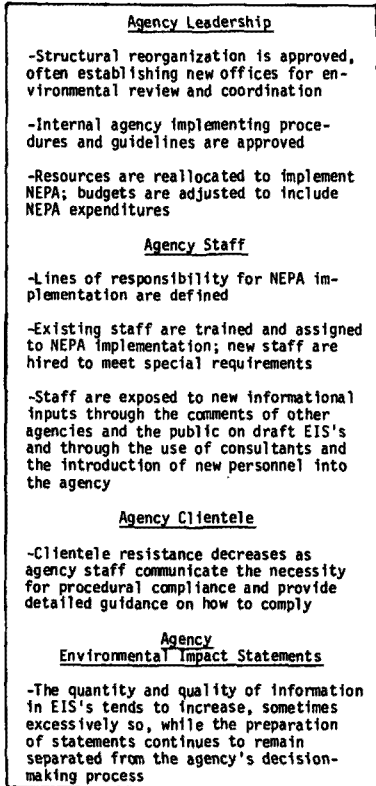 Agency Leadership
-Structural reorganization is approved,
often establishing new offices for en-
vironmental review and coordination
-Internal agency implementing proce-
dures and guidelines are approved
-Resources are reallocated to implement
NEPA; budgets are adjusted to include
NEPA expenditures
Agency Staff
-Lines of responsibility for NEPA im-
plementation are defined
-Existing staff are trained and assigned
to NEPA implementation; new staff are
hired to meet special requirements
-Staff are exposed to new informational
inputs through the comments of other
agencies and the public on draft EIS's
and through the use of consultants and
the introduction of new personnel into
the agency
Agency Clientele
-Clientele resistance decreases as
agency staff communicate the necessity
for procedural compliance and provide
detailed guidance on how to comply
Agency
Environmental Impact Statements
-The quantity and quality of information
in EIS's tends to increase, sometimes
excessively so, while the preparation
of statements continues to remain
separated from the agency's decision-
making process